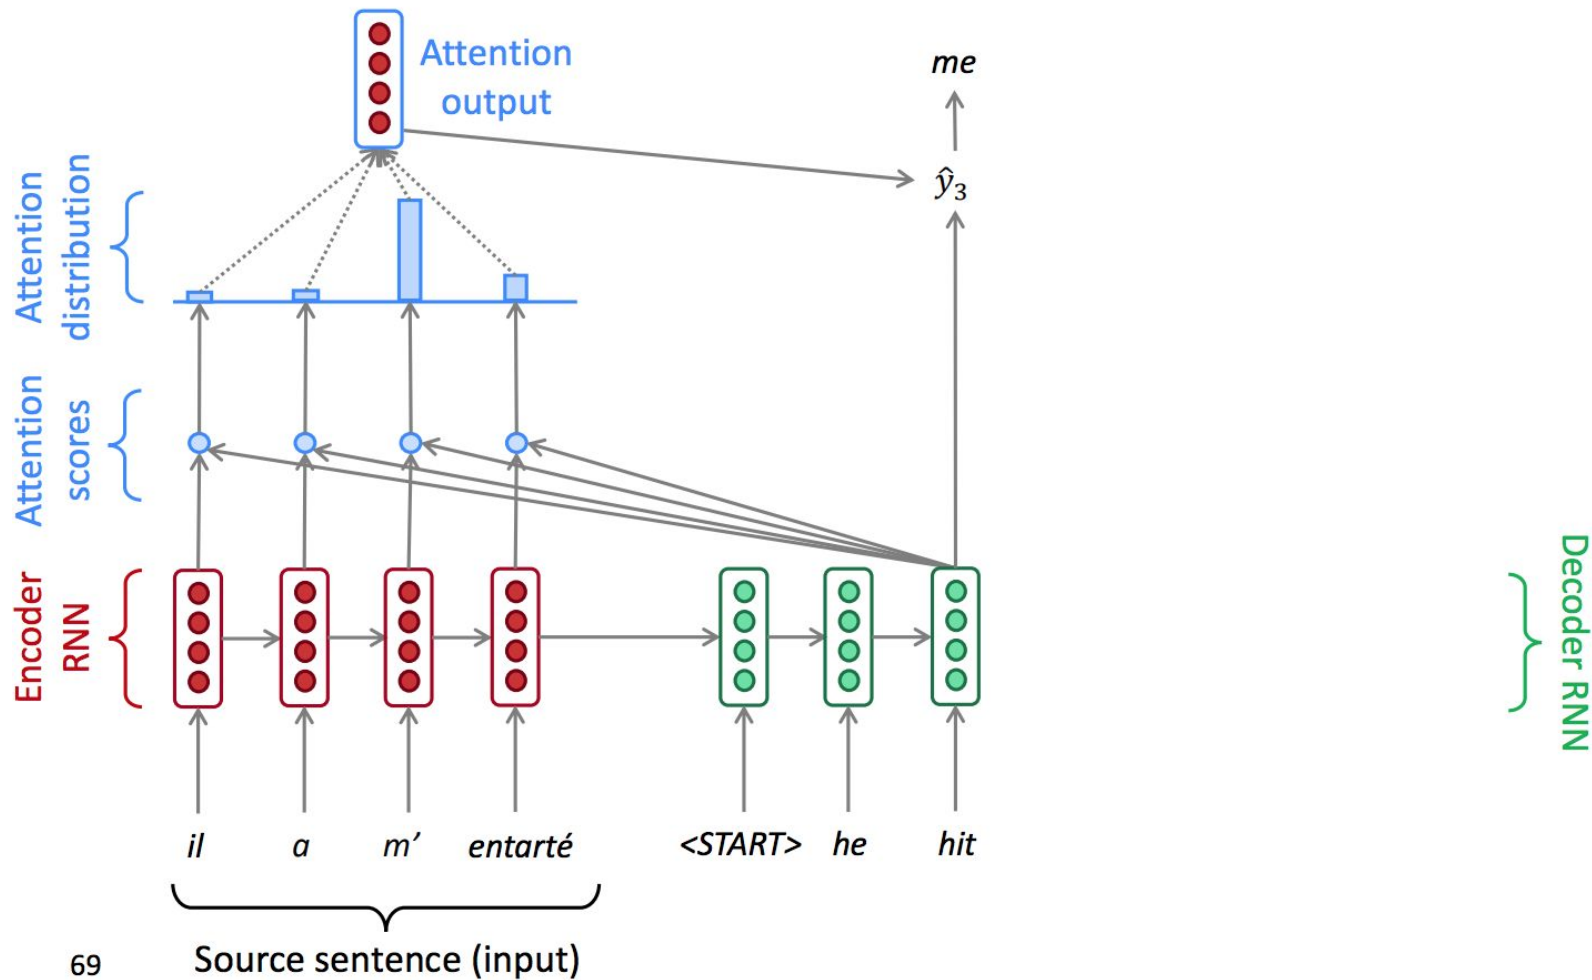 Attention
output
me
ŷ₃
Attention
distribution
Attention
scores
Encoder
RNN
Decoder RNN
il a m’ entarté <START> he hit
Source sentence (input)
69